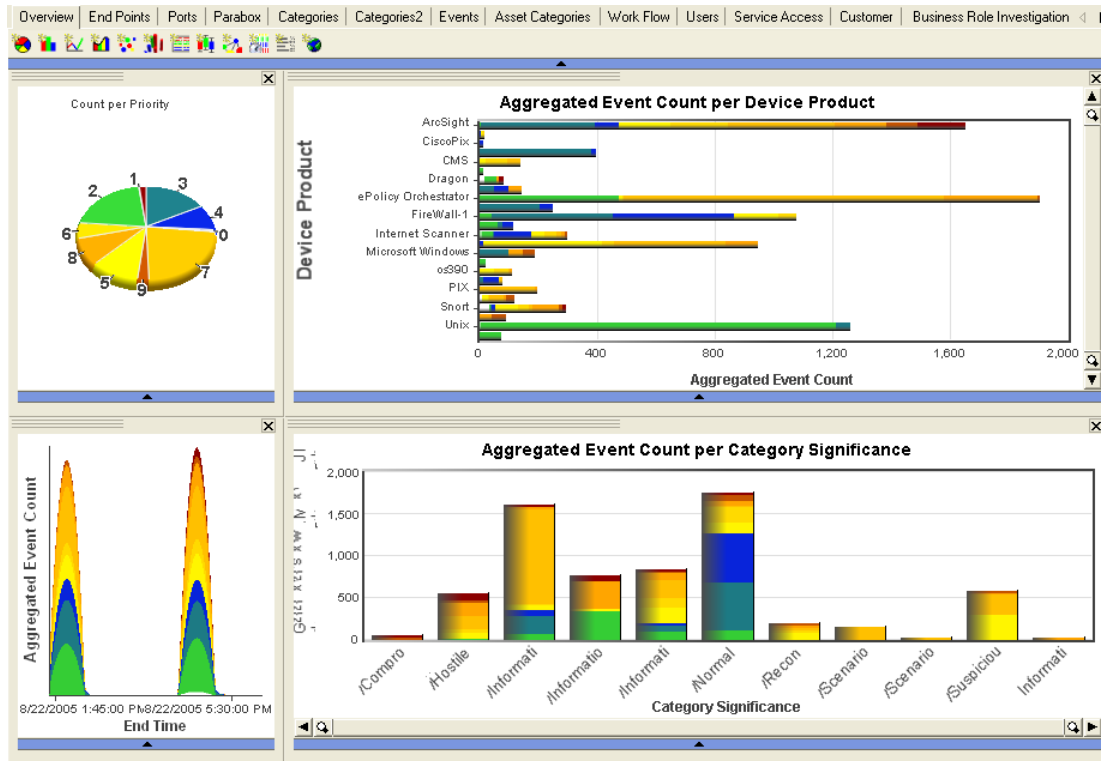 Overview End Points Ports Parabox Categories Categories2 Events Asset Categories Work Flow Users Service Access Customer Business Role Investigation
Count per Priority
1
3
2
4
0
6
8
7
5
9
Aggregated Event Count per Device Product
Device Product
ArcSight
CiscoPix
CMS
Dragon
ePolicy Orchestrator
FireWall-1
Internet Scanner
Microsoft Windows
os390
PIX
Snort
Unix
0 400 800 1,200 1,600 2,000
Aggregated Event Count
Aggregated Event Count
8/22/2005 1:45:00 PM 8/22/2005 5:30:00 PM
End Time
Aggregated Event Count per Category Significance
2,000
1,500
1,000
500
0
/Compro
/Hostile
/Informati
/Informatio
/Informati
/Normal
/Recon
/Scenario
/Scenario
/Suspiciou
Informati
Category Significance